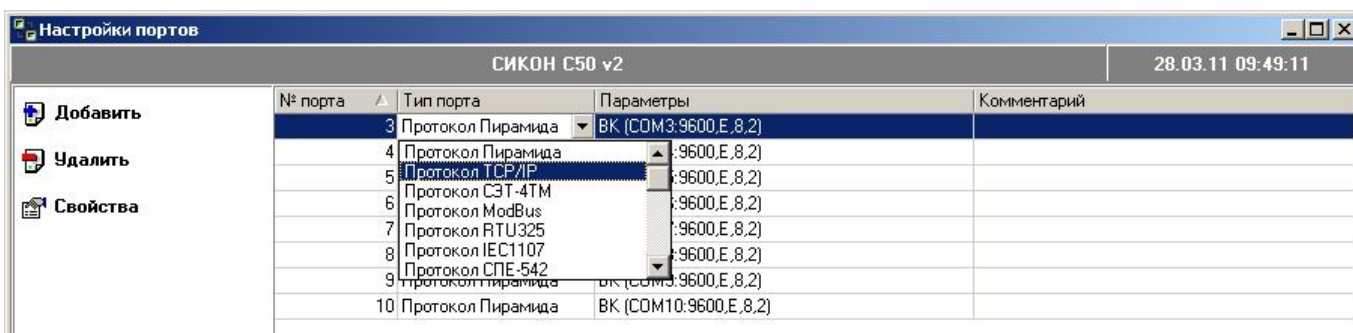 Настройки портов
СИКОН С50 v2 28.03.11 09:49:11
Добавить
Удалить
Свойства
№ порта Тип порта Параметры Комментарий
3 Протокол Пирамида ВК (COM3:9600,E,8,2)
4 Протокол Пирамида :9600,E,8,2)
5 Протокол TCP/IP :9600,E,8,2)
Протокол СЭТ-4ТМ
6 Протокол ModBus :9600,E,8,2)
7 Протокол RTU325 :9600,E,8,2)
8 Протокол IEC1107 :9600,E,8,2)
Протокол СПЕ-542
9 Протокол Пирамида
10 Протокол Пирамида ВК (COM10:9600,E,8,2)